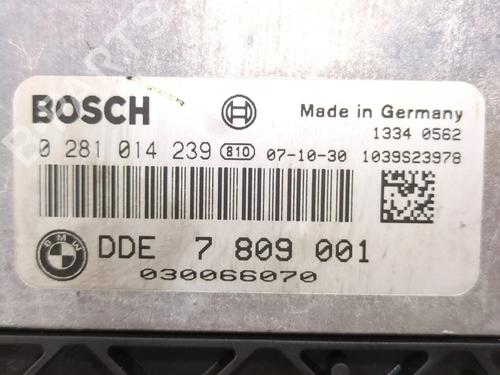 BOSCH
Made in Germany
1334 0562
0 281 014 239 810 07-10-30 1039S23978
BMW
DDE 7 809 001
030066070